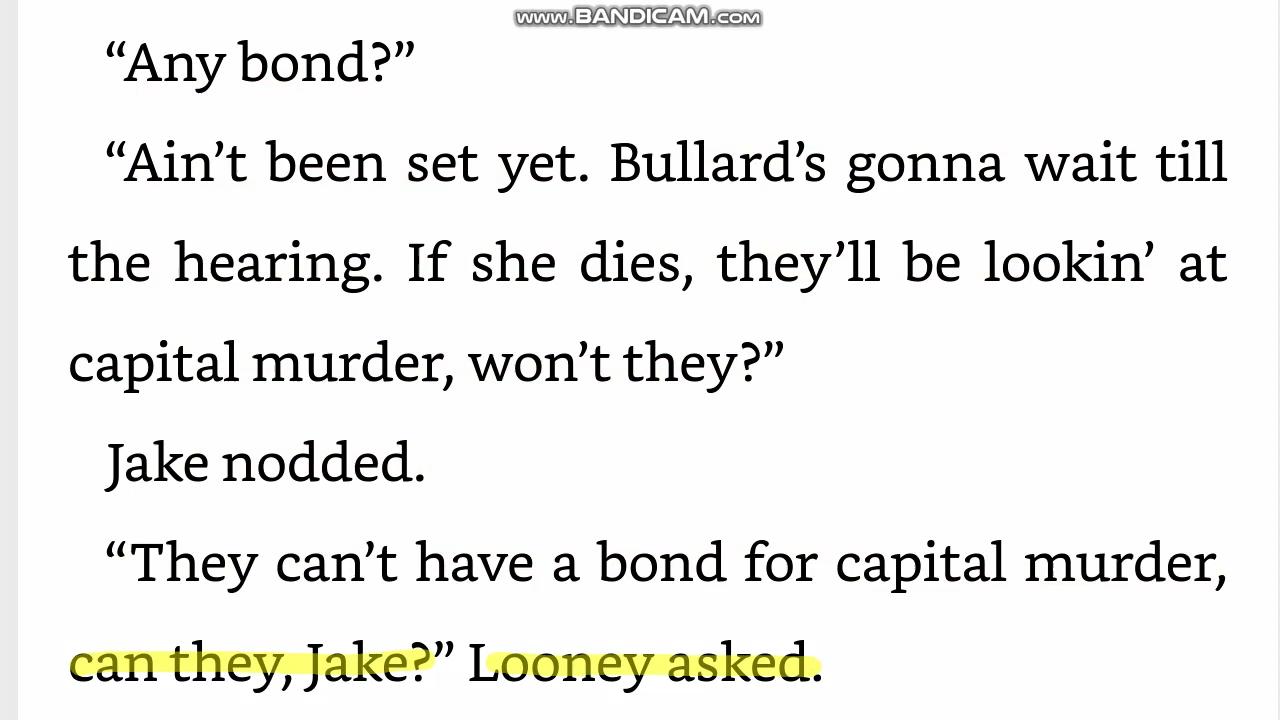 www.BANDICAM.com
“Any bond?”
“Ain’t been set yet. Bullard’s gonna wait till
the hearing. If she dies, they’ll be lookin’ at
capital murder, won’t they?”
Jake nodded.
“They can’t have a bond for capital murder,
can they, Jake?” Looney asked.